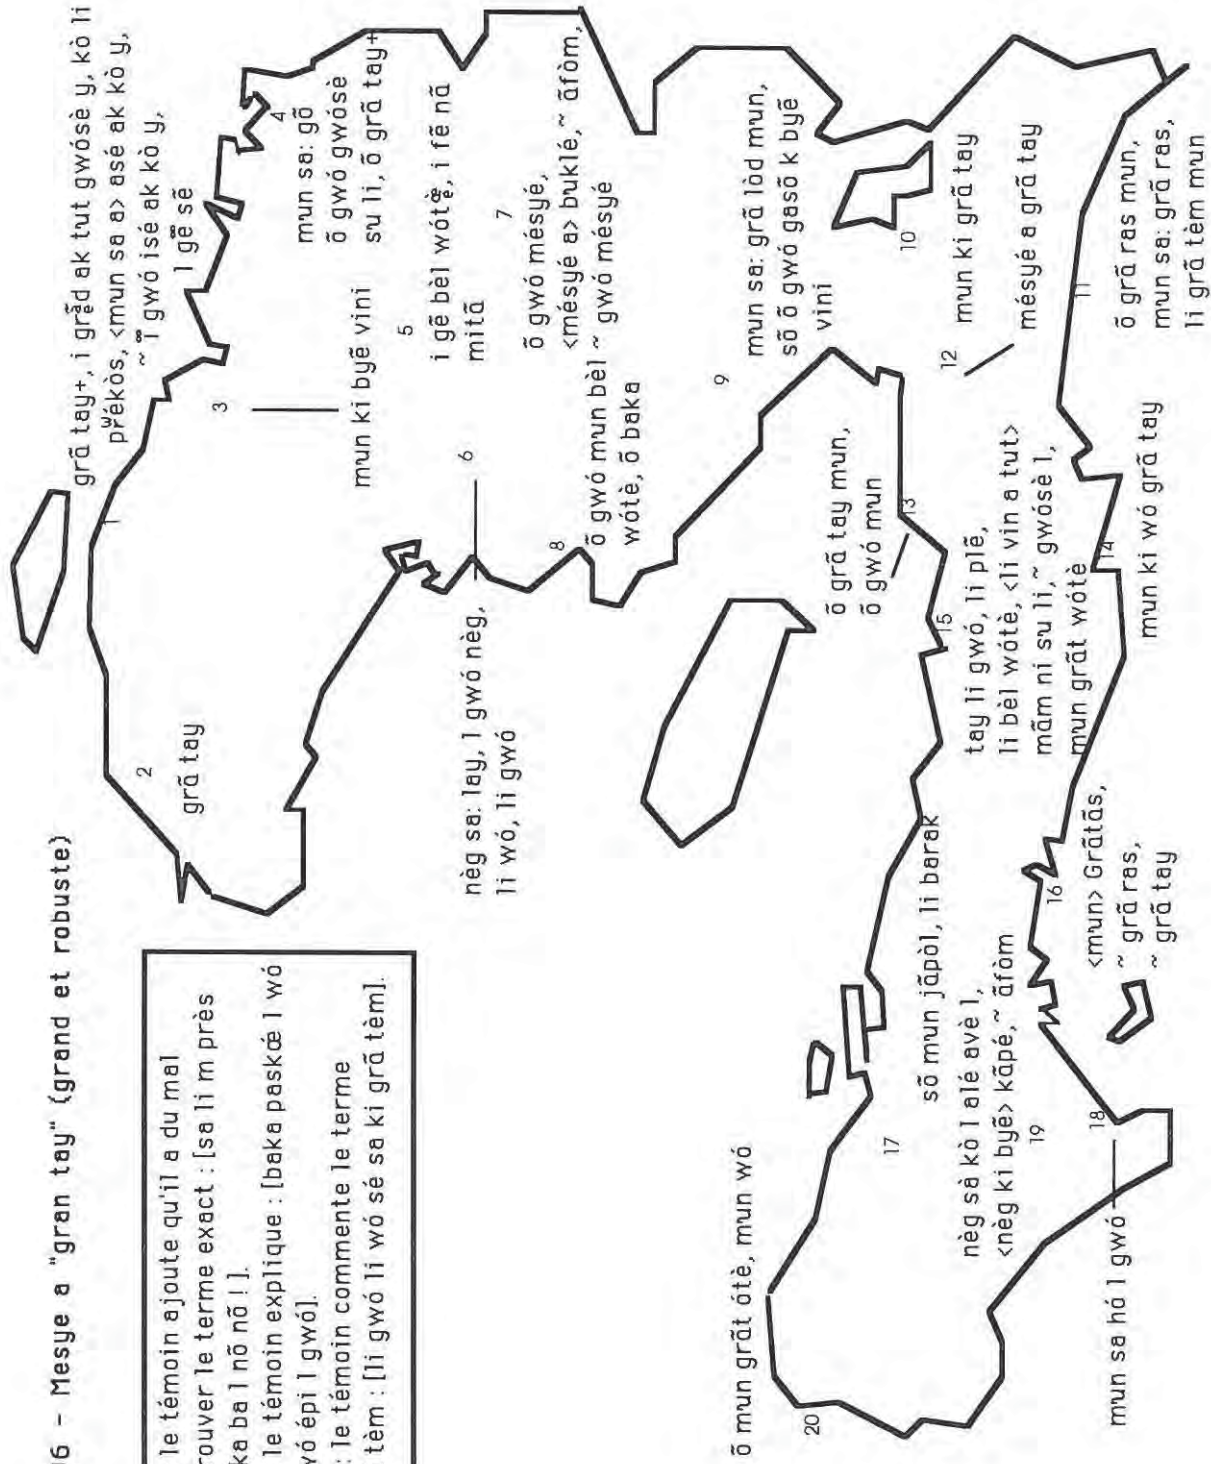 16 - Mesye a "gran tay" (grand et robuste)
le témoin ajoute qu'il a du mal
rouver le terme exact : [sa li m près
ka ba l nõ nõ !].
le témoin explique : [baka paskœ́ l wó
wó épi l gwó].
: le témoin commente le terme
tèm : [li gwó li wó sé sa ki grã tèm].
grã tay+, i grãd ak tut gwósè y, kò li
prékòs, <mun sa a> asé ak kò y,
~ ĩ gwó isé ak kò y,
l gẽ sẽ
1
2
grã tay
3
mun ki byẽ vini
4
mun sa: gõ
õ gwó gwósè
su li, õ grã tay+
5
i gẽ bèl wótè, i fẽ nã
mitã
6
nèg sa: lay, l gwó nèg,
li wó, li gwó
7
õ gwó mésyé,
<mésyé a> buklé, ~ ãfòm,
~ gwó mésyé
8
õ gwó mun bèl
wótè, õ baka
9
mun sa: grã lòd mun,
sõ õ gwó gasõ k byẽ
vini
10
mun ki grã tay
11
õ grã ras mun,
mun sa: grã ras,
li grã tèm mun
12
mésyé a grã tay
13
õ grã tay mun,
õ gwó mun
14
mun ki wó grã tay
15
tay li gwó, li plẽ,
li bèl wótè, <li vin a tut>
mãm ni su li, ~ gwósè l,
mun grãt wótè
16
<mun> Grãtãs,
~ grã ras,
~ grã tay
17
sõ mun jãpòl, li barak
18
mun sa hó l gwó
19
nèg sà kò l alé avè l,
<nèg ki byẽ> kãpé, ~ ãfòm
20
õ mun grãt ótè, mun wó